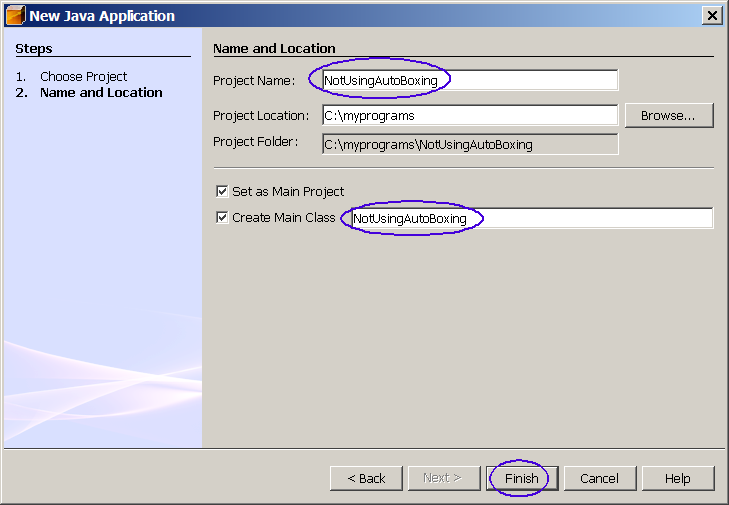 New Java Application
Steps
1. Choose Project
2. Name and Location
Name and Location
Project Name: NotUsingAutoBoxing
Project Location: C:\myprograms Browse...
Project Folder: C:\myprograms\NotUsingAutoBoxing
Set as Main Project
Create Main Class NotUsingAutoBoxing
< Back Next > Finish Cancel Help